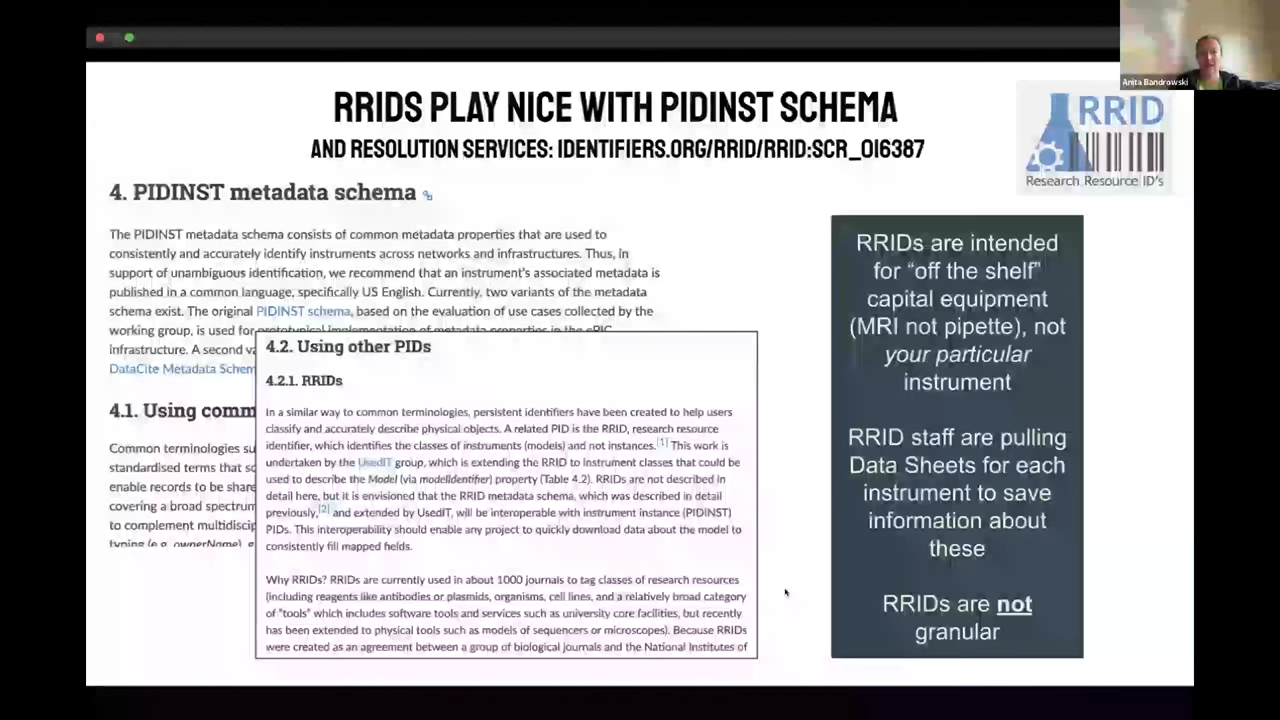 Anita Bandrowski
RRIDS PLAY NICE WITH PIDINST SCHEMA
AND RESOLUTION SERVICES: IDENTIFIERS.ORG/RRID/RRID:SCR_016387
RRID
Research Resource ID's
4. PIDINST metadata schema
The PIDINST metadata schema consists of common metadata properties that are used to
consistently and accurately identify instruments across networks and infrastructures. Thus, in
support of unambiguous identification, we recommend that an instrument's associated metadata is
published in a common language, specifically US English. Currently, two variants of the metadata
schema exist. The original PIDINST schema, based on the evaluation of use cases collected by the
working group, is used for prototypical implementation of metadata properties in the ePIC
infrastructure. A second va
DataCite Metadata Schem
4.1. Using comm
Common terminologies su
standardised terms that sc
enable records to be share
covering a broad spectrum
to complement multidiscip
typing (e.g. ownerName), g
4.2. Using other PIDs
4.2.1. RRIDs
In a similar way to common terminologies, persistent identifiers have been created to help users
classify and accurately describe physical objects. A related PID is the RRID, research resource
identifier, which identifies the classes of instruments (models) and not instances.[1] This work is
undertaken by the UsedIT group, which is extending the RRID to instrument classes that could be
used to describe the Model (via modelIdentifier) property (Table 4.2). RRIDs are not described in
detail here, but it is envisioned that the RRID metadata schema, which was described in detail
previously,[2] and extended by UsedIT, will be interoperable with instrument instance (PIDINST)
PIDs. This interoperability should enable any project to quickly download data about the model to
consistently fill mapped fields.
Why RRIDs? RRIDs are currently used in about 1000 journals to tag classes of research resources
(including reagents like antibodies or plasmids, organisms, cell lines, and a relatively broad category
of "tools" which includes software tools and services such as university core facilities, but recently
has been extended to physical tools such as models of sequencers or microscopes). Because RRIDs
were created as an agreement between a group of biological journals and the National Institutes of
RRIDs are intended
for “off the shelf”
capital equipment
(MRI not pipette), not
your particular
instrument
RRID staff are pulling
Data Sheets for each
instrument to save
information about
these
RRIDs are not
granular